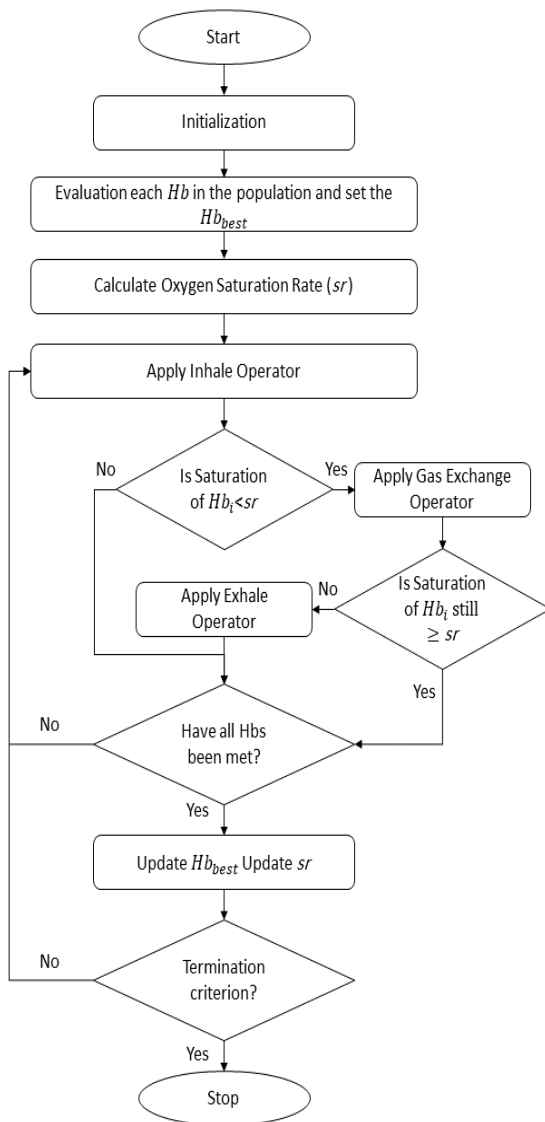 Start
Initialization
Evaluation each Hb in the population and set the
Hb_best
Calculate Oxygen Saturation Rate (sr)
Apply Inhale Operator
No
Is Saturation
of Hb_i<sr
Yes
Apply Gas Exchange
Operator
Apply Exhale
Operator
No
Is Saturation
of Hb_i still
≥ sr
Yes
No
Have all Hbs
been met?
Yes
Update Hb_best Update sr
No
Termination
criterion?
Yes
Stop